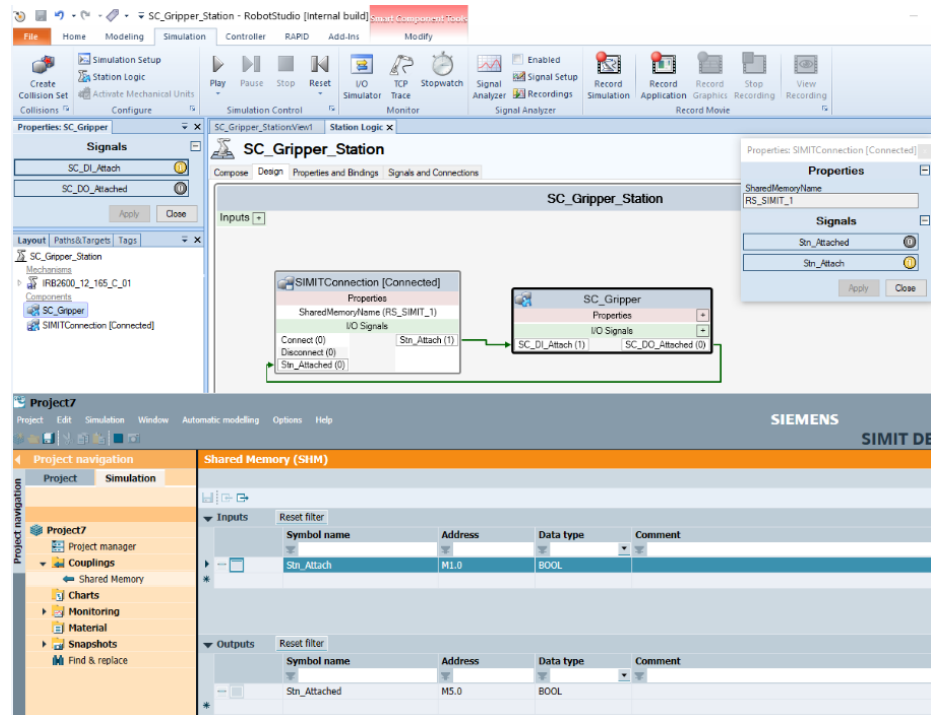 SC_Gripper_Station - RobotStudio [Internal build]
Smart Component Tools
File Home Modeling Simulation Controller RAPID Add-Ins Modify
Create Collision Set
Simulation Setup
Station Logic
Activate Mechanical Units
Play Pause Stop Reset
I/O Simulator
TCP Trace
Stopwatch
Signal Analyzer
Enabled
Signal Setup
Recordings
Record Simulation
Record Application
Record Graphics
Stop Recording
View Recording
Collisions Configure Simulation Control Monitor Signal Analyzer Record Movie
Properties: SC_Gripper
Signals
SC_DI_Attach
SC_DO_Attached
Apply Close
Layout Paths&Targets Tags
SC_Gripper_Station
Mechanisms
IRB2600_12_165_C_01
Components
SC_Gripper
SIMITConnection [Connected]
SC_Gripper_Station:View1 Station Logic
SC_Gripper_Station
Compose Design Properties and Bindings Signals and Connections
SC_Gripper_Station
Inputs +
SIMITConnection [Connected]
Properties
SharedMemoryName (RS_SIMIT_1)
I/O Signals
Connect (0)
Stn_Attach (1)
Disconnect (0)
Stn_Attached (0)
SC_Gripper
Properties +
I/O Signals +
SC_DI_Attach (1) SC_DO_Attached (0)
Properties: SIMITConnection [Connected]
Properties
SharedMemoryName
RS_SIMIT_1
Signals
Stn_Attached
Stn_Attach
Apply Close
Project7
Project Edit Simulation Window Automatic modelling Options Help
SIEMENS
SIMIT DE
Project navigation
Project navigation
Project Simulation
Project7
Project manager
Couplings
Shared Memory
Charts
Monitoring
Material
Snapshots
Find & replace
Shared Memory (SHM)
Inputs Reset filter
Symbol name Address Data type Comment
Stn_Attach M1.0 BOOL
Outputs Reset filter
Symbol name Address Data type Comment
Stn_Attached M5.0 BOOL